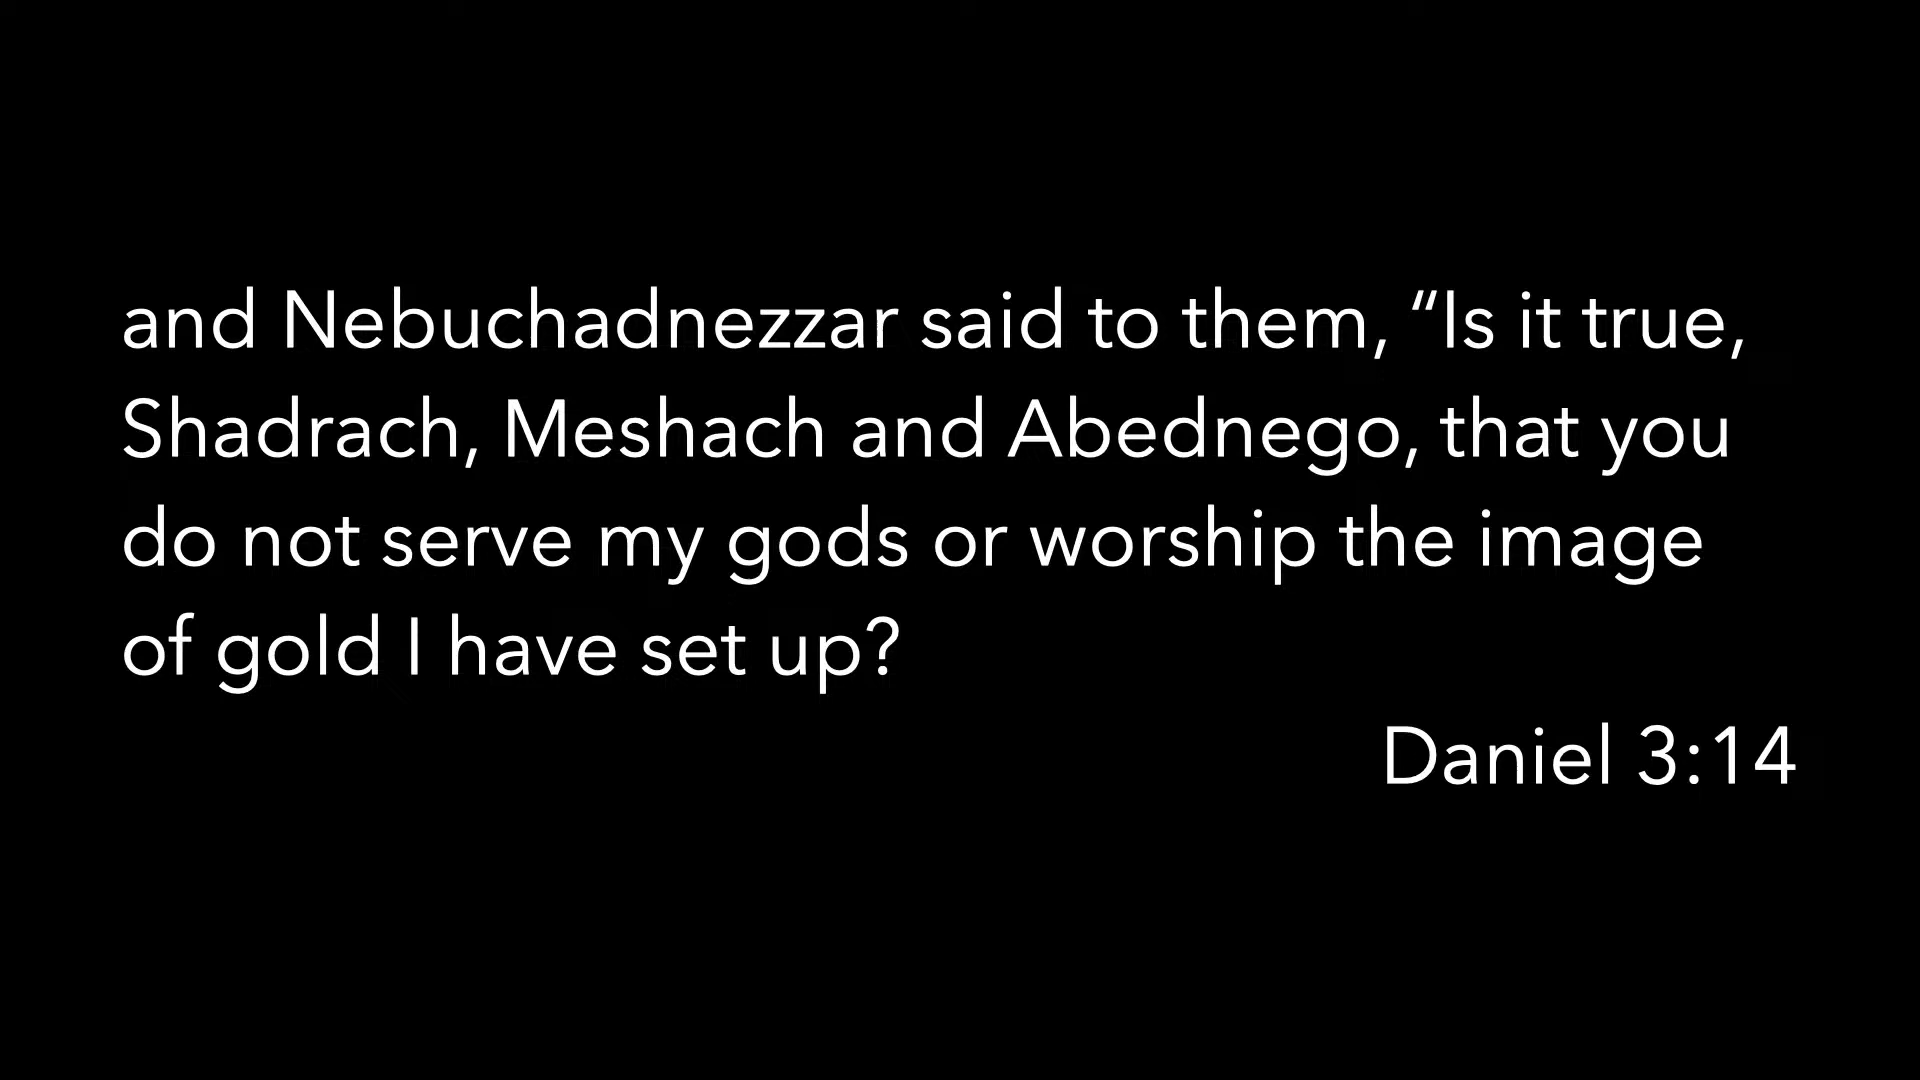 and Nebuchadnezzar said to them, “Is it true,
Shadrach, Meshach and Abednego, that you
do not serve my gods or worship the image
of gold I have set up?
Daniel 3:14